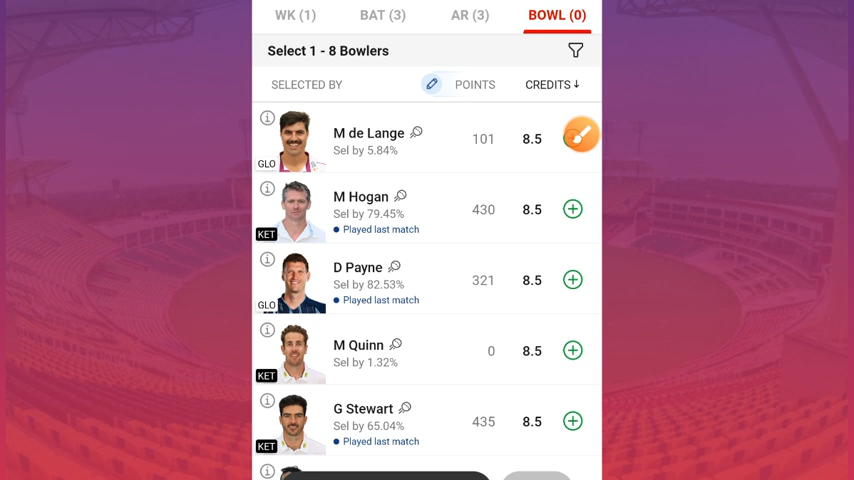 WK (1) BAT (3) AR (3) BOWL (0)
Select 1 - 8 Bowlers
SELECTED BY POINTS CREDITS↓
M de Lange 101 8.5
Sel by 5.84%
GLO
M Hogan 430 8.5
Sel by 79.45%
Played last match
KET
D Payne 321 8.5
Sel by 82.53%
Played last match
GLO
M Quinn 0 8.5
Sel by 1.32%
KET
G Stewart 435 8.5
Sel by 65.04%
Played last match
KET